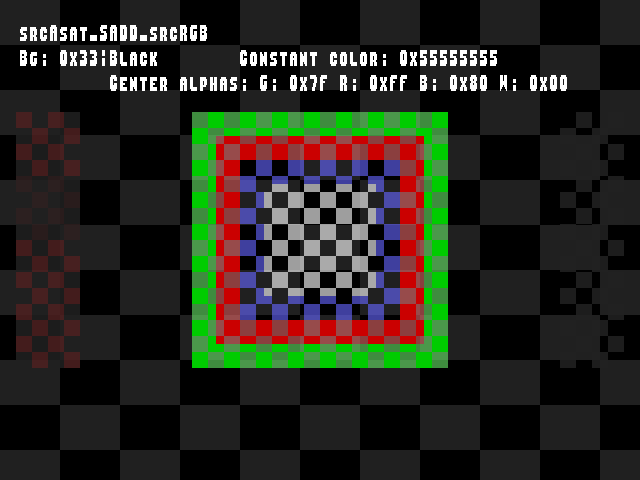 srcAsat_SADD_srcRGB
Bg: 0x33¦Black Constant color: 0x55555555
Center alphas: G: 0x7f R: 0xff B: 0x80 W: 0x00